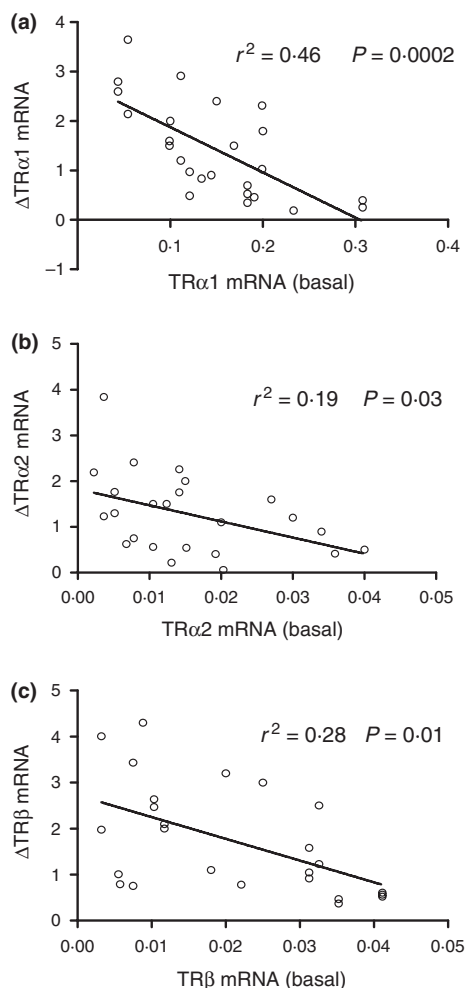 (a)
r² = 0·46 P = 0·0002
ΔTRα1 mRNA
4
3
2
1
0
−1
0·1 0·2 0·3 0·4
TRα1 mRNA (basal)
(b)
r² = 0·19 P = 0·03
ΔTRα2 mRNA
5
4
3
2
1
0
0·00 0·01 0·02 0·03 0·04 0·05
TRα2 mRNA (basal)
(c)
r² = 0·28 P = 0·01
ΔTRβ mRNA
5
4
3
2
1
0
0·00 0·01 0·02 0·03 0·04 0·05
TRβ mRNA (basal)